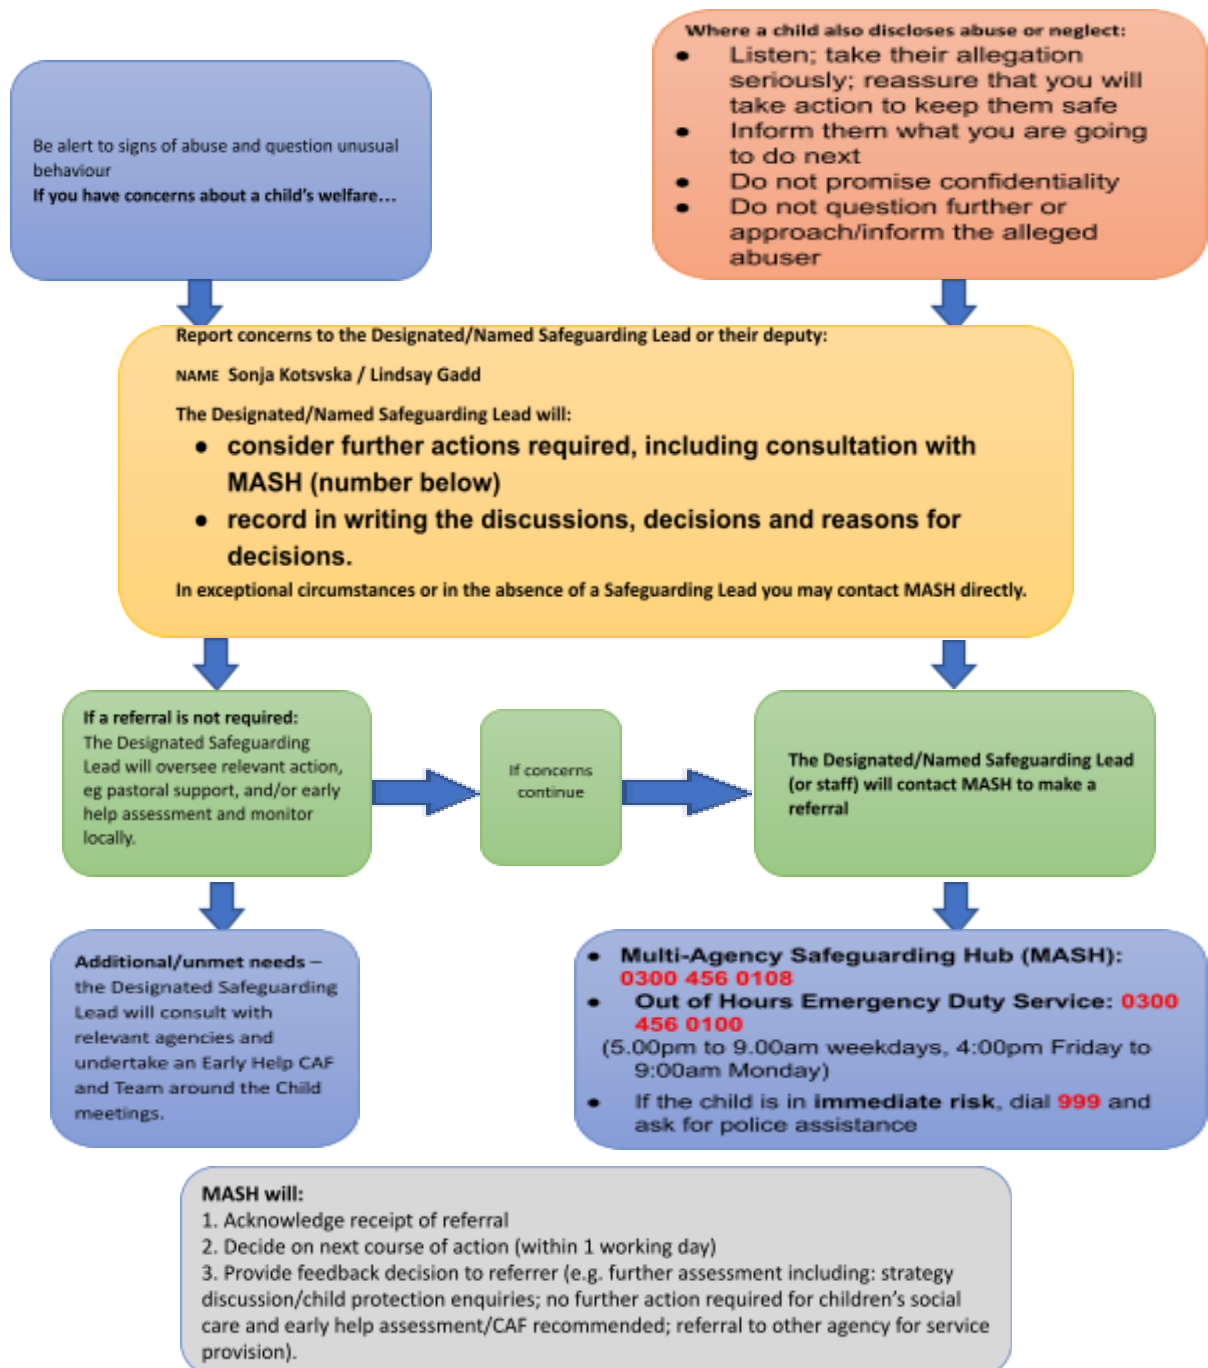 Be alert to signs of abuse and question unusual
behaviour
If you have concerns about a child's welfare...
Where a child also discloses abuse or neglect:
● Listen; take their allegation
seriously; reassure that you will
take action to keep them safe
● Inform them what you are going
to do next
● Do not promise confidentiality
● Do not question further or
approach/inform the alleged
abuser
Report concerns to the Designated/Named Safeguarding Lead or their deputy:
NAME Sonja Kotsvska / Lindsay Gadd
The Designated/Named Safeguarding Lead will:
● consider further actions required, including consultation with
MASH (number below)
● record in writing the discussions, decisions and reasons for
decisions.
In exceptional circumstances or in the absence of a Safeguarding Lead you may contact MASH directly.
If a referral is not required:
The Designated Safeguarding
Lead will oversee relevant action,
eg pastoral support, and/or early
help assessment and monitor
locally.
If concerns
continue
The Designated/Named Safeguarding Lead
(or staff) will contact MASH to make a
referral
Additional/unmet needs –
the Designated Safeguarding
Lead will consult with
relevant agencies and
undertake an Early Help CAF
and Team around the Child
meetings.
● Multi-Agency Safeguarding Hub (MASH):
0300 456 0108
● Out of Hours Emergency Duty Service: 0300
456 0100
(5.00pm to 9.00am weekdays, 4:00pm Friday to
9:00am Monday)
● If the child is in immediate risk, dial 999 and
ask for police assistance
MASH will:
1. Acknowledge receipt of referral
2. Decide on next course of action (within 1 working day)
3. Provide feedback decision to referrer (e.g. further assessment including: strategy
discussion/child protection enquiries; no further action required for children's social
care and early help assessment/CAF recommended; referral to other agency for service
provision).